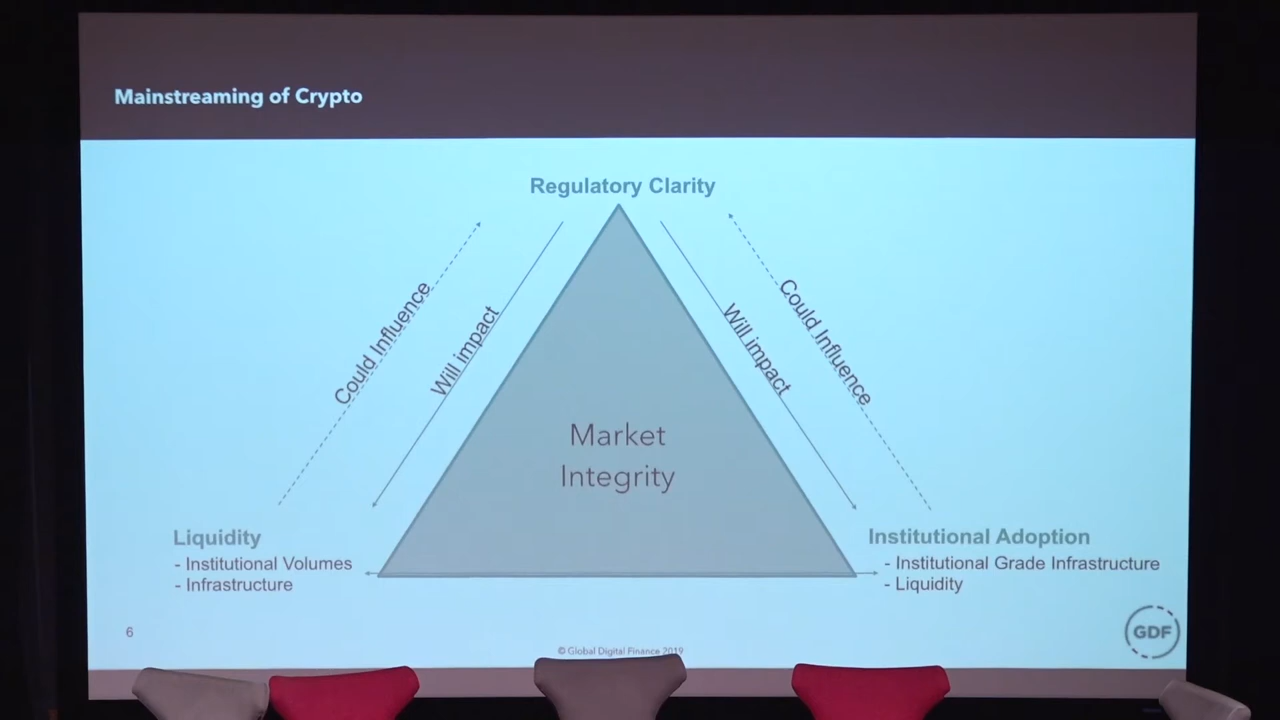 Mainstreaming of Crypto
Regulatory Clarity
Could Influence
Will impact
Will impact
Could Influence
Market
Integrity
Liquidity
- Institutional Volumes
- Infrastructure
Institutional Adoption
- Institutional Grade Infrastructure
- Liquidity
6
© Global Digital Finance 2019
GDF